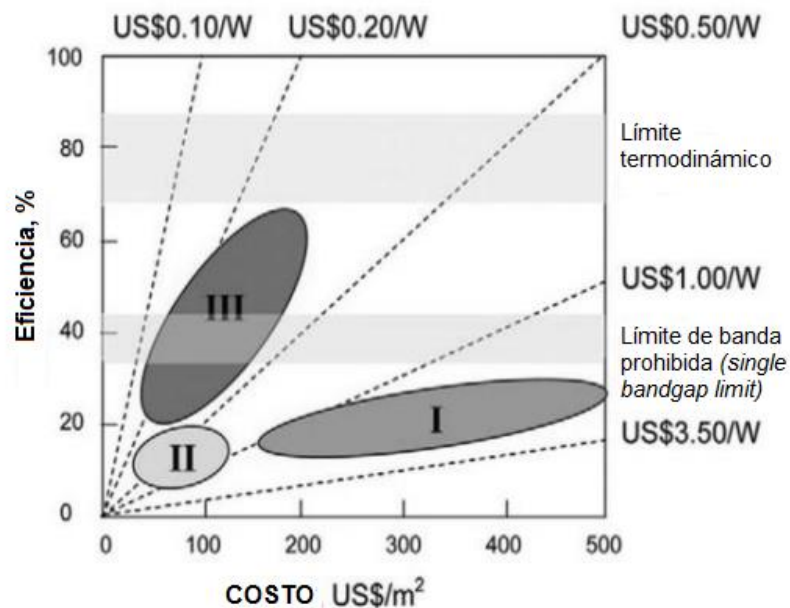 US$0.10/W US$0.20/W US$0.50/W
100
80
60
40
20
0
Eficiencia, %
Límite
termodinámico
US$1.00/W
Límite de banda
prohibida (single
bandgap limit)
US$3.50/W
III
II
I
0 100 200 300 400 500
COSTO US$/m²